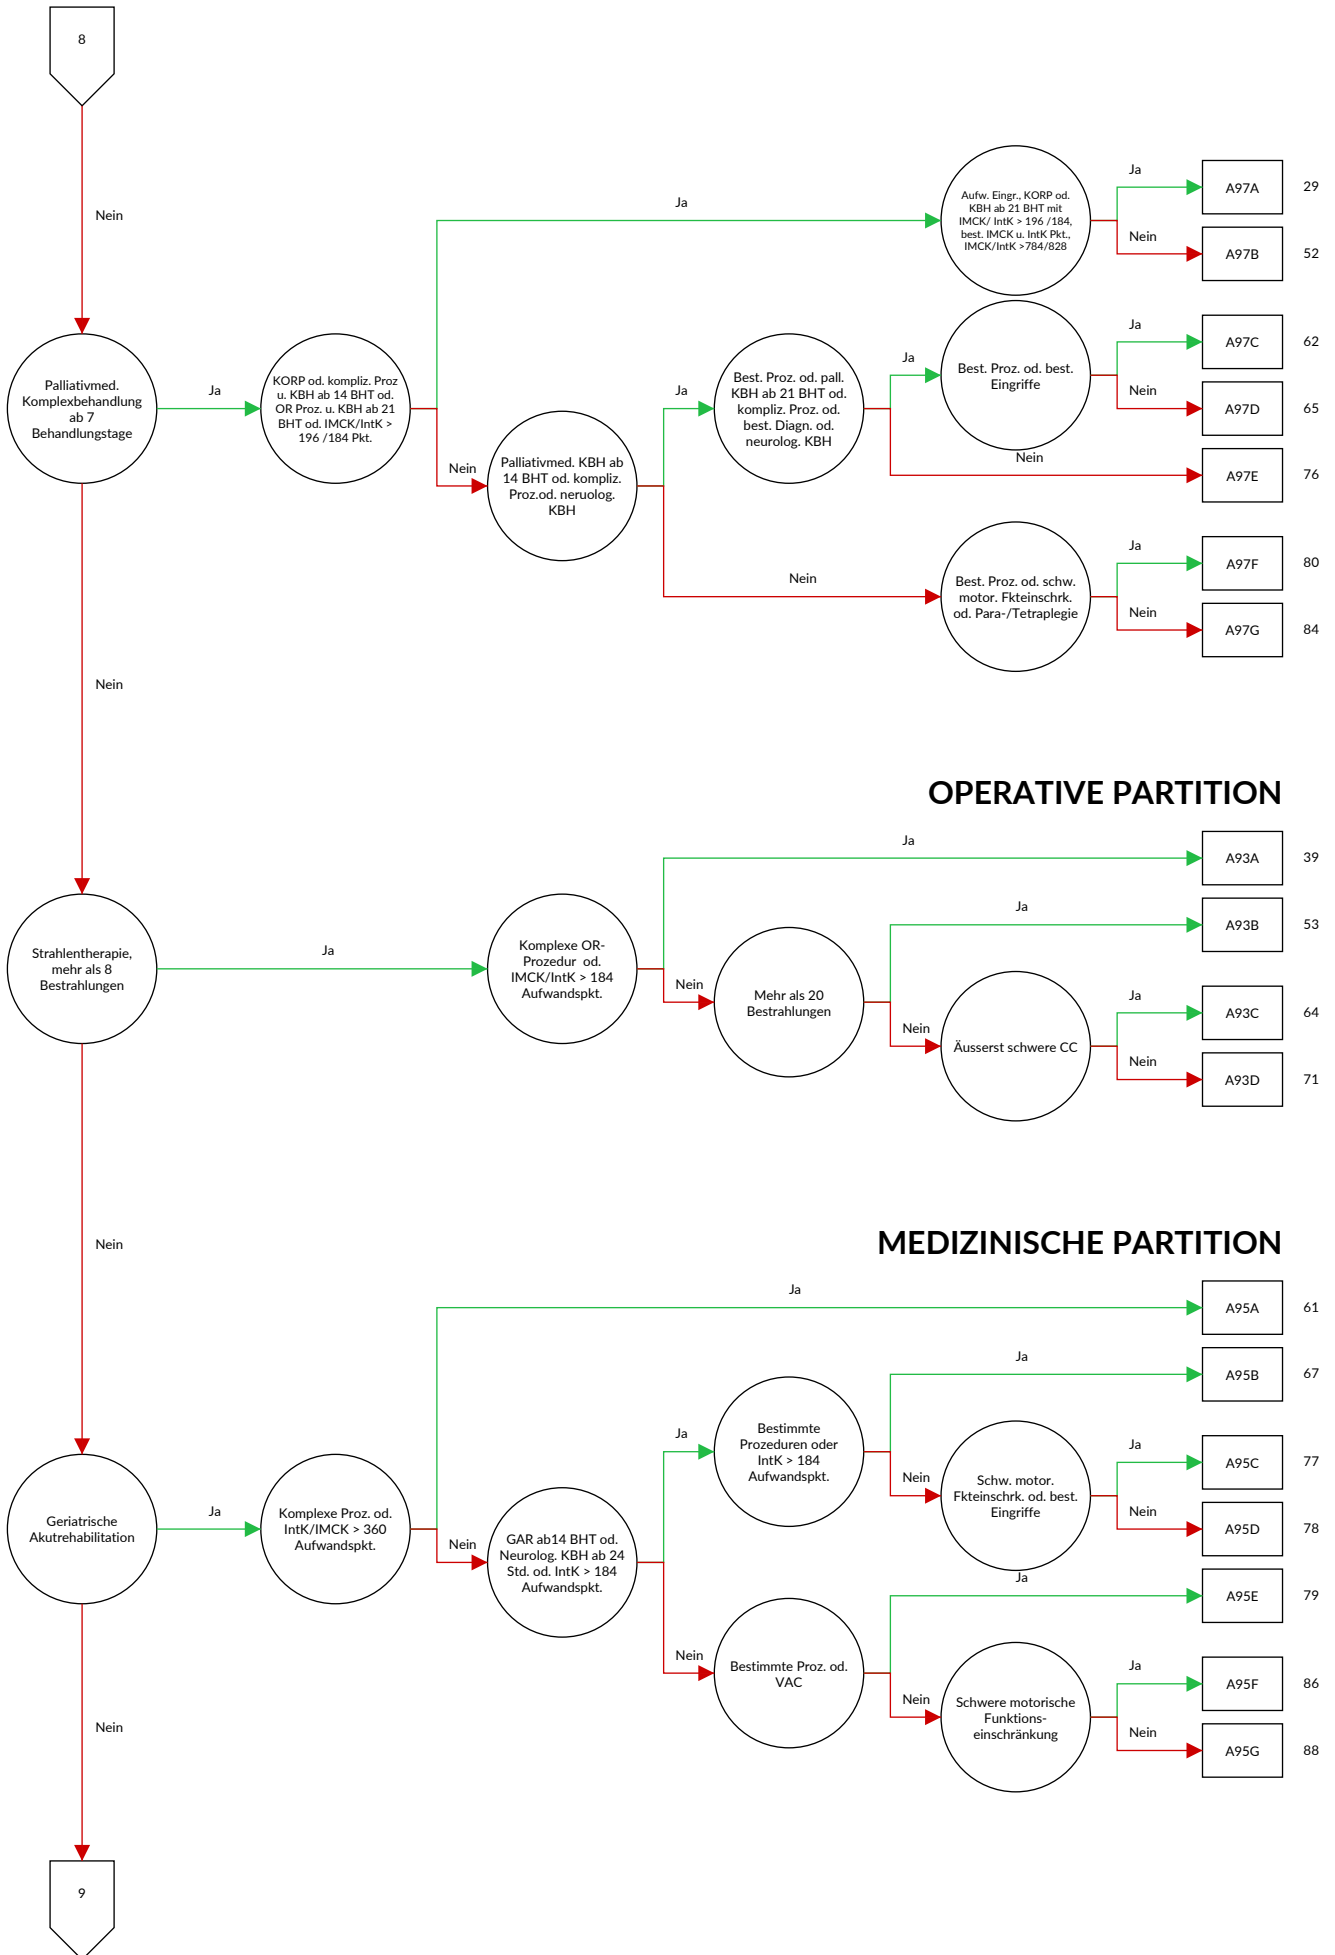 8
Nein
Ja
Aufw. Eingr., KORP od.
KBH ab 21 BHT mit
IMCK/ IntK > 196 /184,
best. IMCK u. IntK Pkt.,
IMCK/IntK >784/828
Ja
A97A
29
Nein
A97B
52
Palliativmed.
Komplexbehandlung
ab 7
Behandlungstage
Ja
KORP od. kompliz. Proz
u. KBH ab 14 BHT od.
OR Proz. u. KBH ab 21
BHT od. IMCK/IntK >
196 /184 Pkt.
Nein
Palliativmed. KBH ab
14 BHT od. kompliz.
Proz.od. neruolog.
KBH
Ja
Best. Proz. od. pall.
KBH ab 21 BHT od.
kompliz. Proz. od.
best. Diagn. od.
neurolog. KBH
Ja
Best. Proz. od. best.
Eingriffe
Ja
A97C
62
Nein
A97D
65
Nein
A97E
76
Nein
Best. Proz. od. schw.
motor. Fkteinschrk.
od. Para-/Tetraplegie
Ja
A97F
80
Nein
A97G
84
Nein
OPERATIVE PARTITION
Strahlentherapie,
mehr als 8
Bestrahlungen
Ja
Komplexe OR-
Prozedur od.
IMCK/IntK > 184
Aufwandspkt.
Ja
A93A
39
Nein
Mehr als 20
Bestrahlungen
Ja
A93B
53
Nein
Äusserst schwere CC
Ja
A93C
64
Nein
A93D
71
Nein
MEDIZINISCHE PARTITION
Geriatrische
Akutrehabilitation
Ja
Komplexe Proz. od.
IntK/IMCK > 360
Aufwandspkt.
Ja
A95A
61
Nein
GAR ab14 BHT od.
Neurolog. KBH ab 24
Std. od. IntK > 184
Aufwandspkt.
Ja
Bestimmte
Prozeduren oder
IntK > 184
Aufwandspkt.
Ja
A95B
67
Nein
Schw. motor.
Fkteinschrk. od. best.
Eingriffe
Ja
A95C
77
Nein
A95D
78
Nein
Bestimmte Proz. od.
VAC
Ja
A95E
79
Nein
Schwere motorische
Funktions-
einschränkung
Ja
A95F
86
Nein
A95G
88
Nein
9